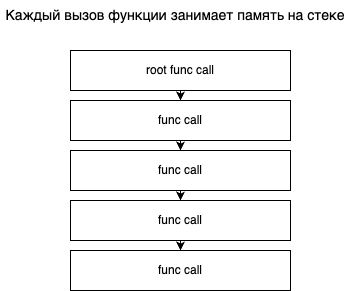 Каждый вызов функции занимает память на стеке
root func call
func call
func call
func call
func call